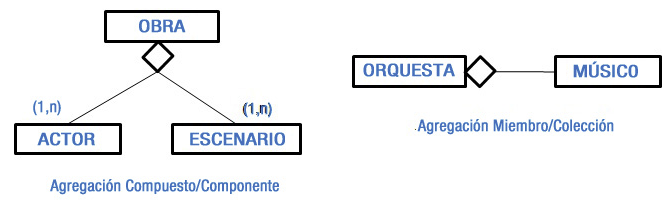 OBRA
(1,n)
(1,n)
ACTOR
ESCENARIO
Agregación Compuesto/Componente
ORQUESTA
MÚSICO
Agregación Miembro/Colección